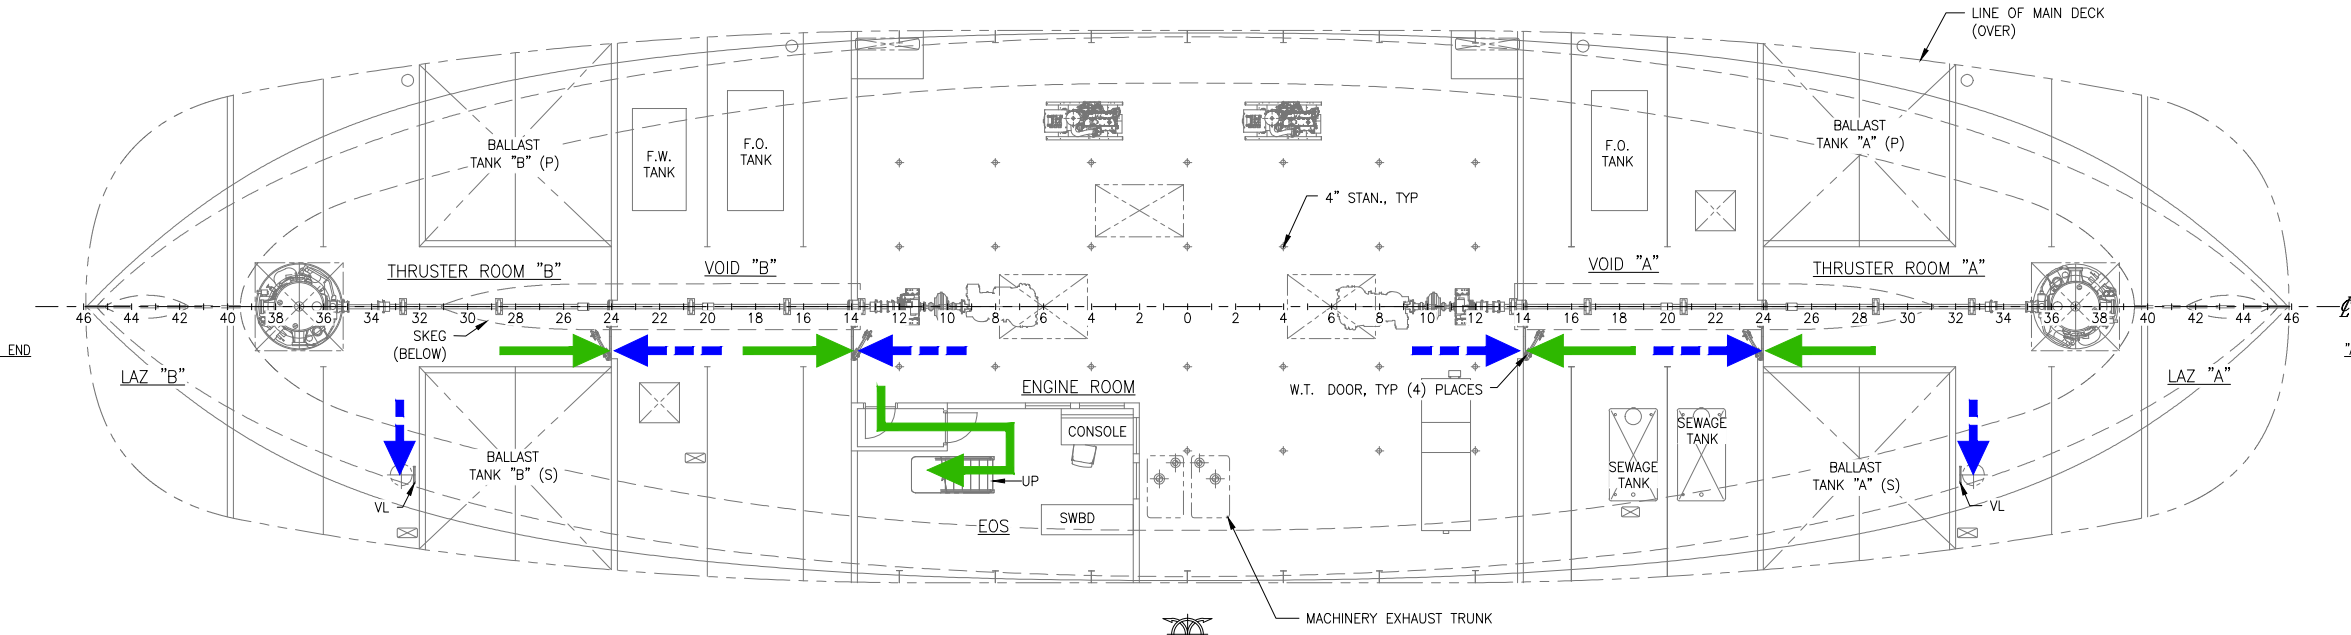 LINE OF MAIN DECK
(OVER)
BALLAST
TANK "B" (P)
F.W.
TANK
F.O.
TANK
F.O.
TANK
BALLAST
TANK "A" (P)
4" STAN., TYP
THRUSTER ROOM "B"
VOID "B"
VOID "A"
THRUSTER ROOM "A"
46 44 42 40 38 36 34 32 30 28 26 24 22 20 18 16 14 12 10 8 6 4 2 0 2 4 6 8 10 12 14 16 18 20 22 24 26 28 30 32 34 36 38 40 42 44 46
SKEG
(BELOW)
END
LAZ "B"
ENGINE ROOM
W.T. DOOR, TYP (4) PLACES
LAZ "A"
CONSOLE
SEWAGE
TANK
SEWAGE
TANK
BALLAST
TANK "B" (S)
BALLAST
TANK "A" (S)
UP
VL
VL
EOS
SWBD
MACHINERY EXHAUST TRUNK